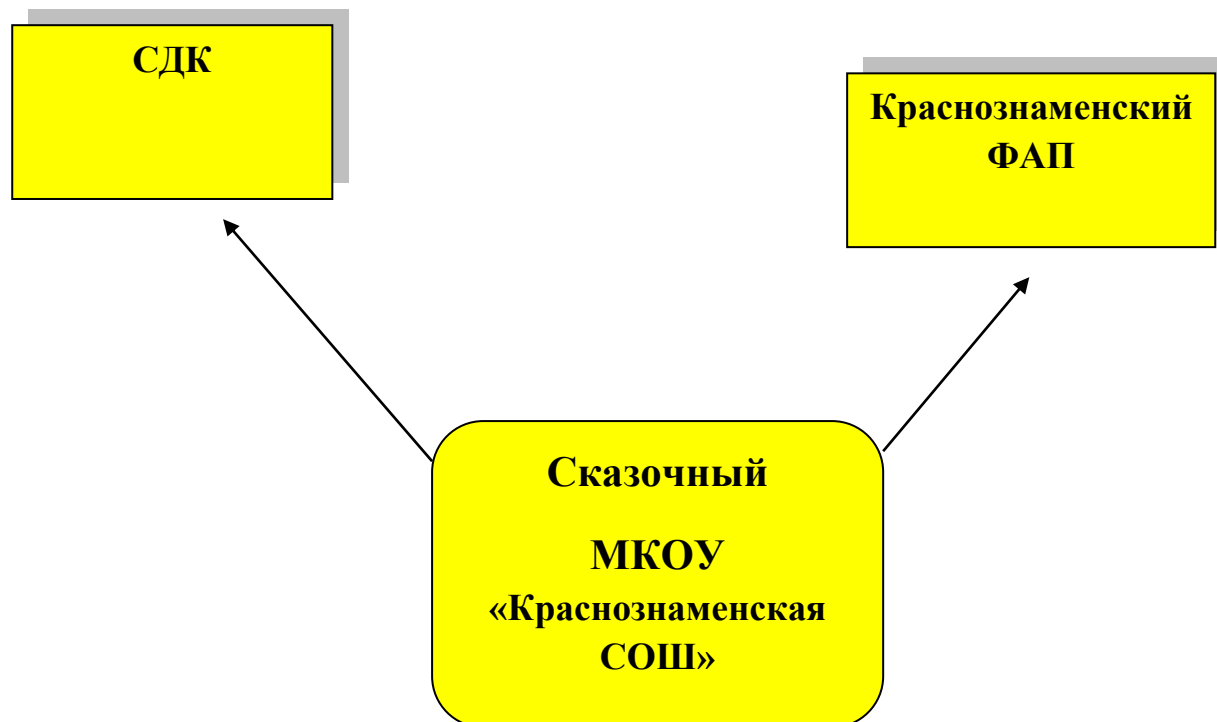 СДК
Краснознаменский
ФАП
Сказочный
МКОУ
«Краснознаменская
СОШ»